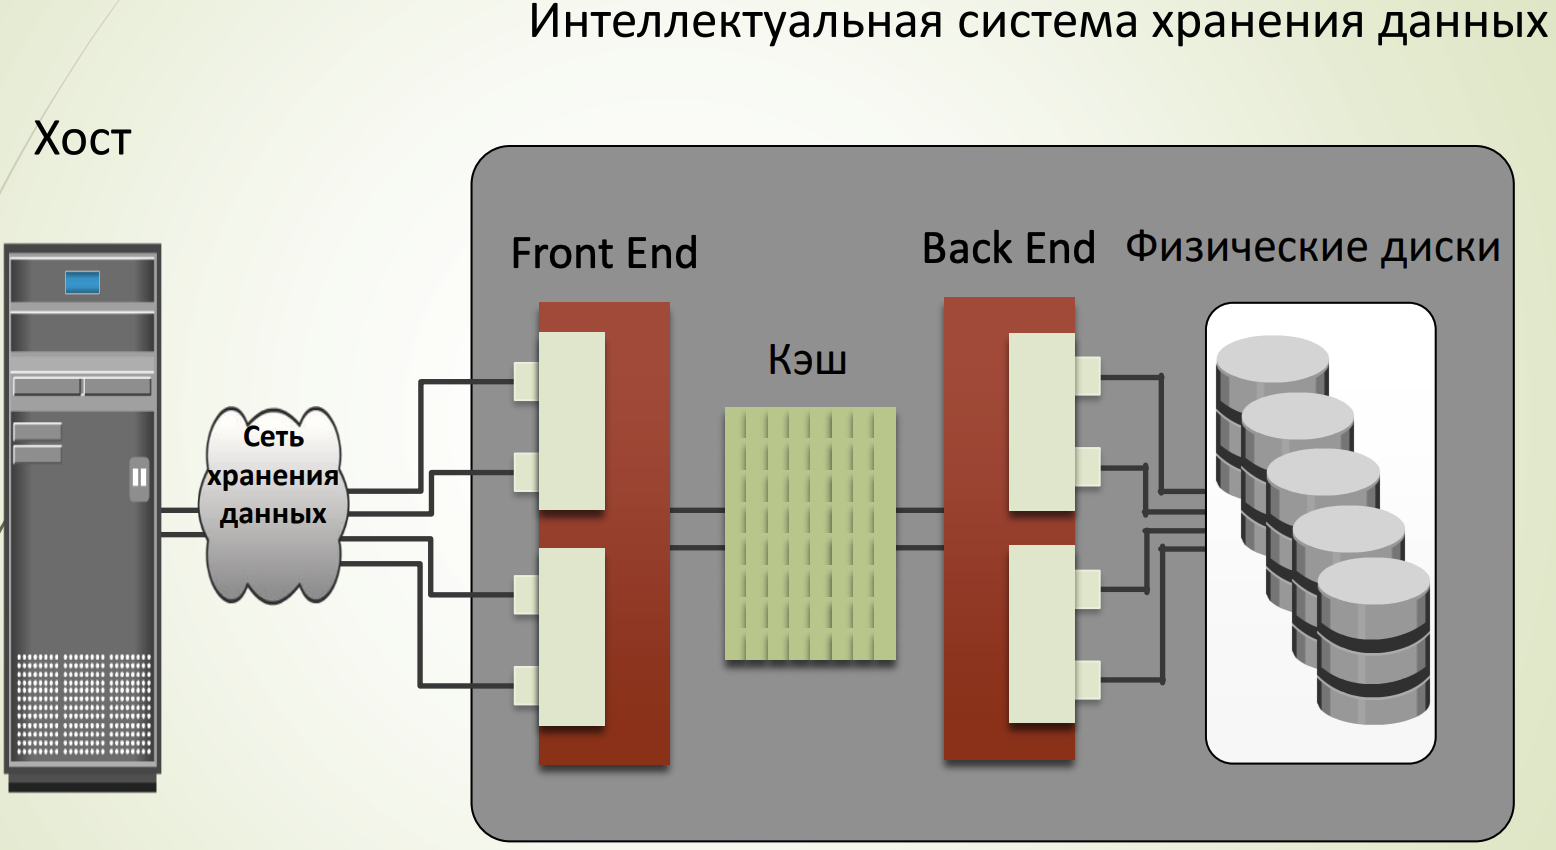 Интеллектуальная система хранения данных
Хост
Front End
Back End
Физические диски
Кэш
Сеть
хранения
данных